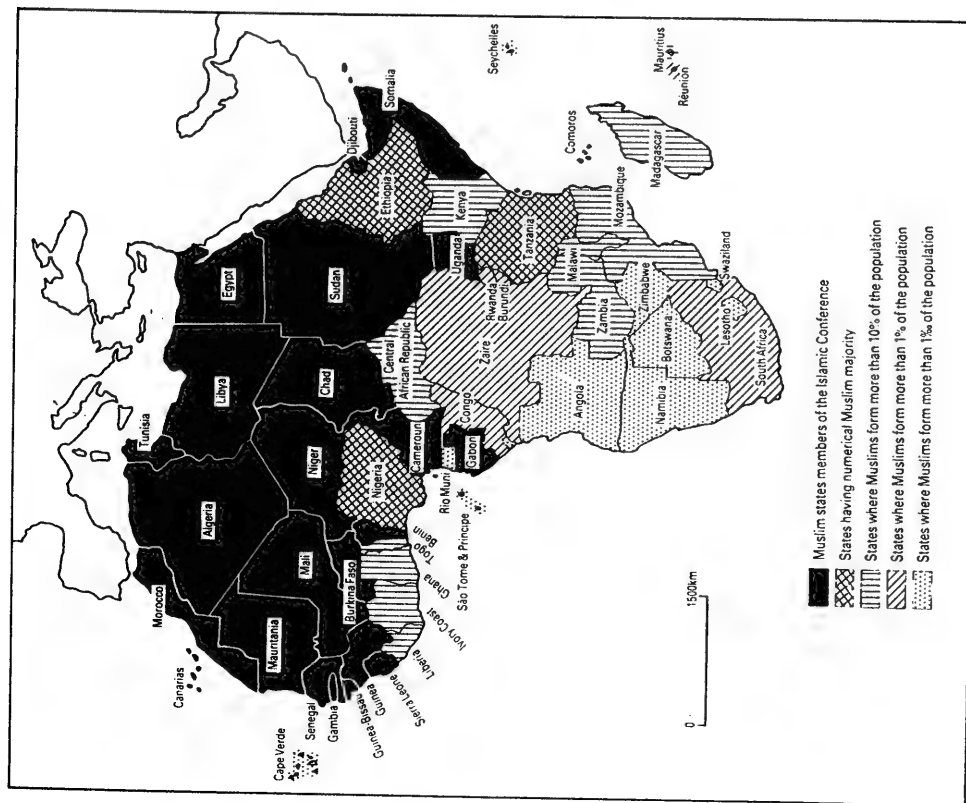 Canarias
Morocco
Tunisia
Algeria
Libya
Egypt
Cape Verde
Mauntania
Mali
Niger
Chad
Sudan
Senegal
Gambia
Guinea-Bissau
Guinea
Sierra Leone
Liberia
Ivory Coast
Burkina Faso
Ghana
Togo
Benin
Nigeria
Cameroun
Central
African Republic
Ethiopia
Djibouti
Somalia
São Tome & Principe
Rio Muni
Gabon
Congo
Zaire
Rwanda
Burundi
Uganda
Kenya
Tanzania
Seychelles
Comoros
Angola
Zambia
Malawi
Mozambique
Madagascar
Mauritius
Réunion
Namibia
Botswana
Zimbabwe
South Africa
Lesotho
Swaziland
0
1500km
Muslim states members of the Islamic Conference
States having numerical Muslim majority
States where Muslims form more than 10% of the population
States where Muslims form more than 1% of the population
States where Muslims form more than 1‰ of the population